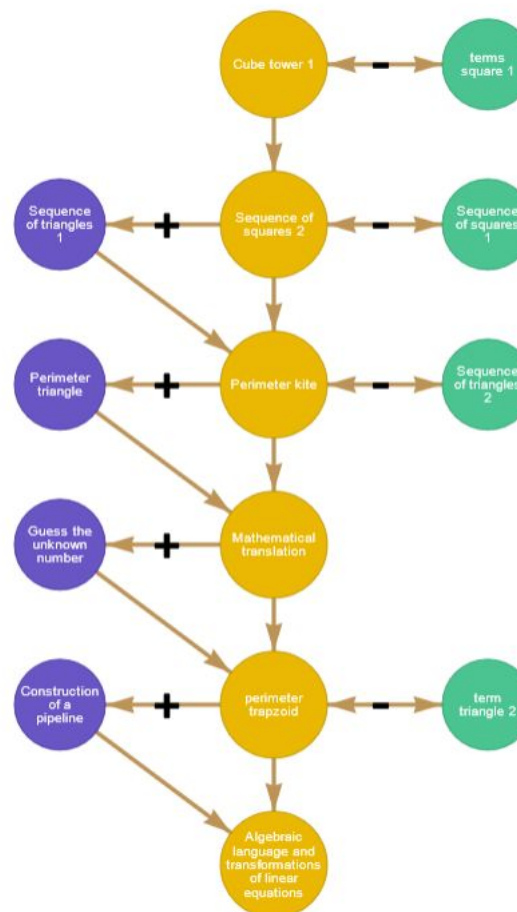 Cube tower 1
-
terms
square 1
Sequence
of triangles
1
+
Sequence of
squares 2
-
Sequence
of squares
1
Perimeter
triangle
+
Perimeter kite
-
Sequence
of triangles
2
Guess the
unknown
number
+
Mathematical
translation
Construction
of a
pipeline
+
perimeter
trapzoid
-
term
triangle 2
Algebraic
language and
transformations
of linear
equations